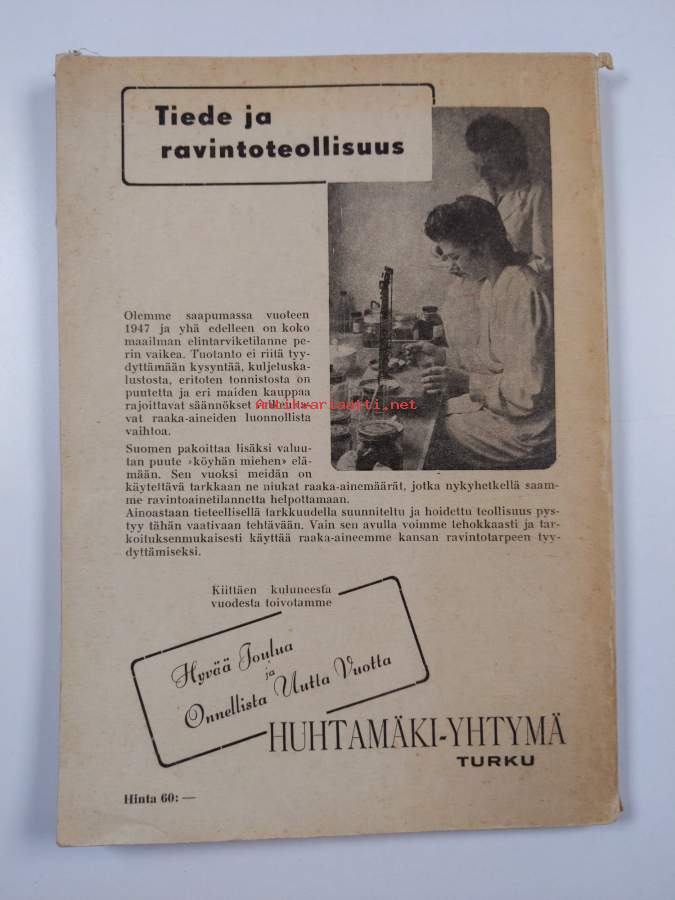 Tiede ja
ravintoteollisuus
Olemme saapumassa vuoteen
1947 ja yhä edelleen on koko
maailman elintarviketilanne pe-
rin vaikea. Tuotanto ei riitä tyy-
dyttämään kysyntää, kuljetuska-
lustosta, eritoten tonnistosta on
puutetta ja eri maiden kauppaa
rajoittavat säännökset
vat raaka-aineiden luonnollista
vaihtoa.
antikvariaatti.net
Suomen pakoittaa lisäksi valuu-
tan puute »köyhän miehen» elä-
mään. Sen vuoksi meidän on
käyteltävä tarkkaan ne niukat raaka-ainemäärät, jotka nykyhetkellä saam-
me ravintoainetilannetta helpottamaan.
Ainoastaan tieteellisellä tarkkuudella suunniteltu ja hoidettu teollisuus pys-
tyy tähän vaativaan tehtävään. Vain sen avulla voimme tehokkaasti ja tar-
koituksenmukaisesti käyttää raaka-aineemme kansan ravintotarpeen tyy-
dyttämiseksi.
Kiittäen kuluneesta
vuodesta toivotamme
Hyvää Joulua
ja
Onnellista Uutta Vuotta
HUHTAMÄKI-YHTYMÄ
TURKU
Hinta 60: —